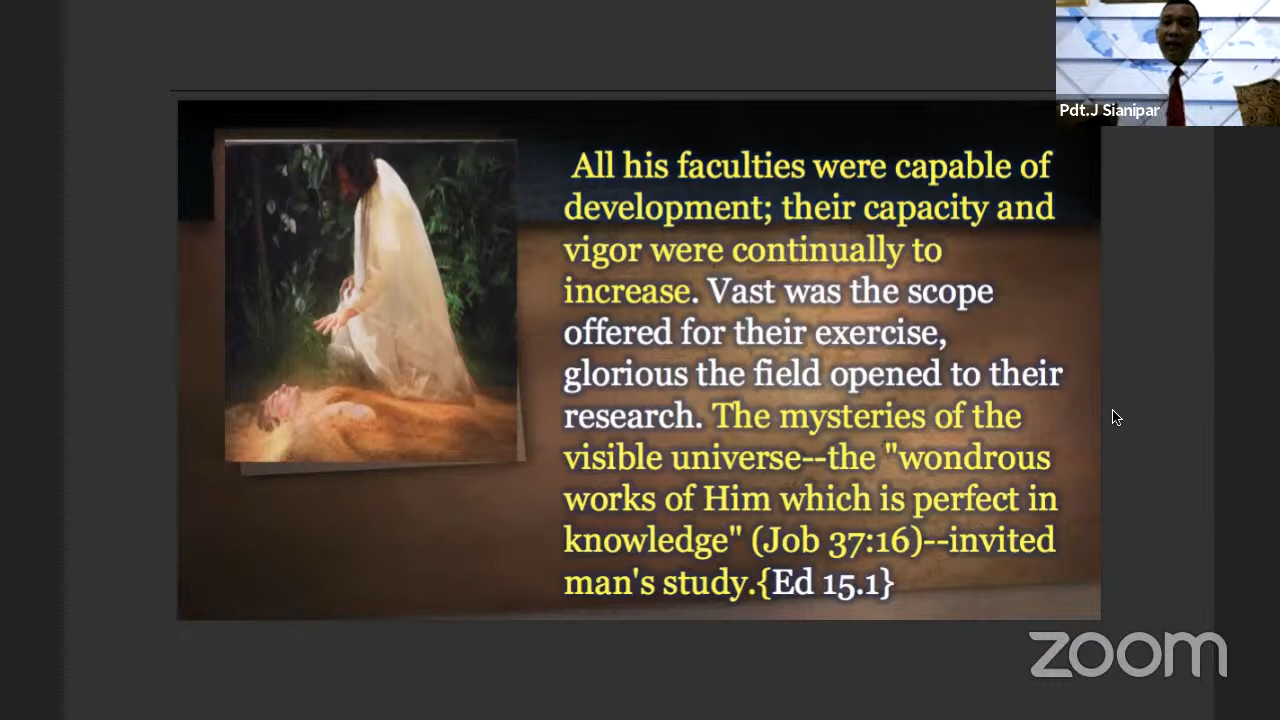 Pdt.J Sianipar
All his faculties were capable of
development; their capacity and
vigor were continually to
increase. Vast was the scope
offered for their exercise,
glorious the field opened to their
research. The mysteries of the
visible universe--the "wondrous
works of Him which is perfect in
knowledge" (Job 37:16)--invited
man's study.{Ed 15.1}
zoom